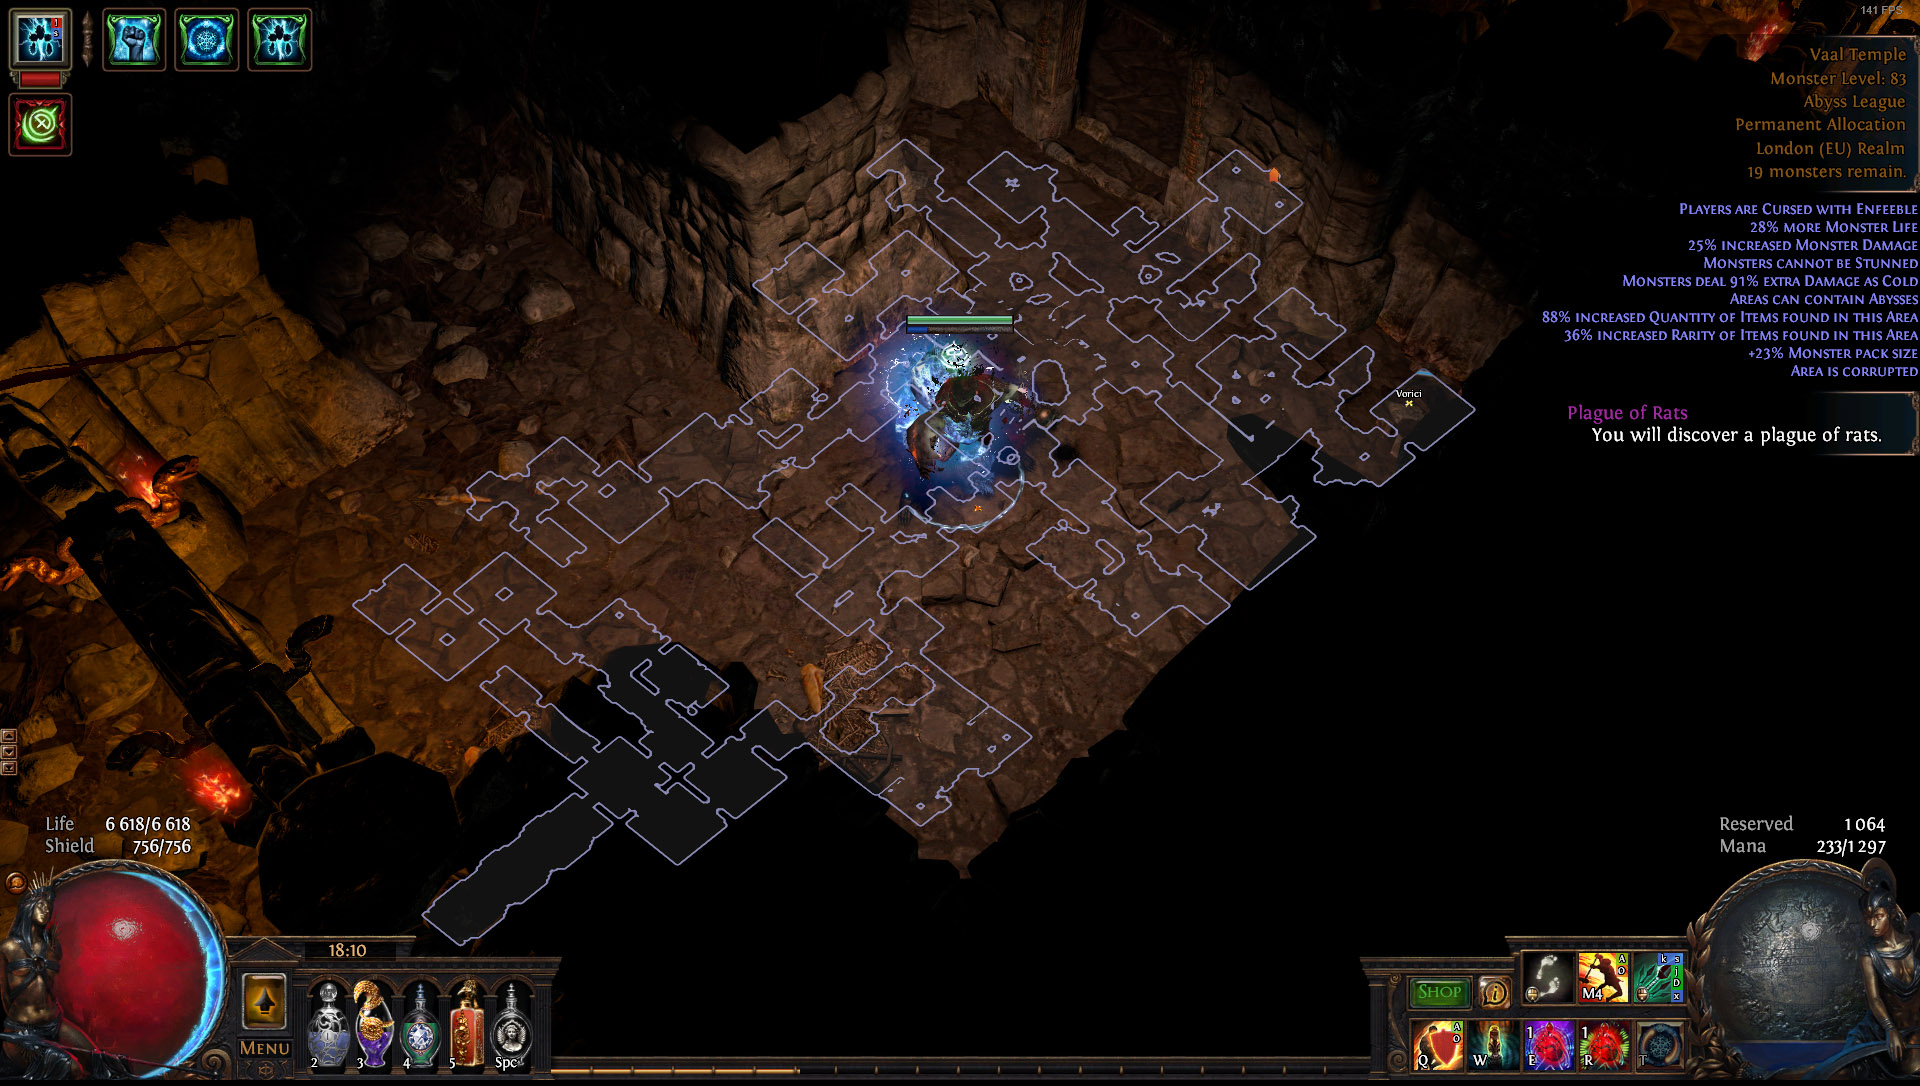 141 FPS
Vaal Temple
Monster Level: 83
Abyss League
Permanent Allocation
London (EU) Realm
19 monsters remain.
Players are Cursed with Enfeeble
28% more Monster Life
25% increased Monster Damage
Monsters cannot be Stunned
Monsters deal 91% extra Damage as Cold
Areas can contain Abysses
88% increased Quantity of Items found in this Area
36% increased Rarity of Items found in this Area
+23% Monster pack size
Area is corrupted
Vorici
Plague of Rats
You will discover a plague of rats.
Life 6 618/6 618
Shield 756/756
Reserved 1 064
Mana 233/1 297
18:10
Menu
2 3 4 5 Spc
Shop
M4
Q W E R T